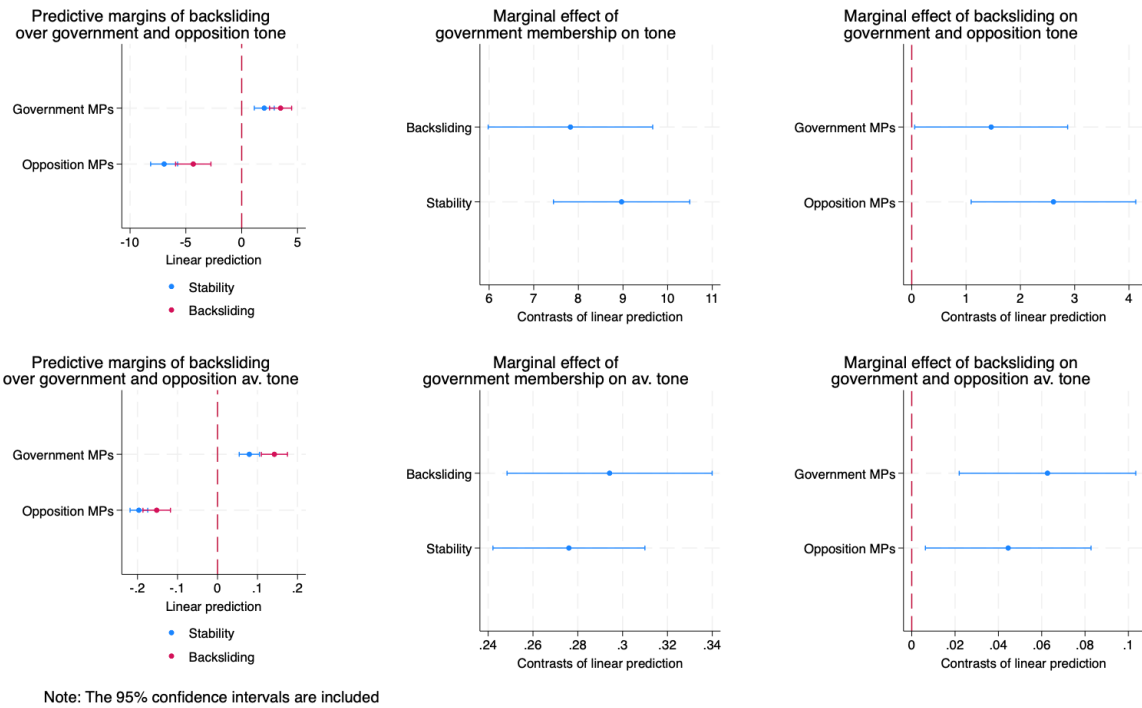 Predictive margins of backsliding
over government and opposition tone
Government MPs
Opposition MPs
-10 -5 0 5
Linear prediction
Stability
Backsliding
Marginal effect of
government membership on tone
Backsliding
Stability
6 7 8 9 10 11
Contrasts of linear prediction
Marginal effect of backsliding on
government and opposition tone
Government MPs
Opposition MPs
0 1 2 3 4
Contrasts of linear prediction
Predictive margins of backsliding
over government and opposition av. tone
Government MPs
Opposition MPs
-.2 -.1 0 .1 .2
Linear prediction
Stability
Backsliding
Marginal effect of
government membership on av. tone
Backsliding
Stability
.24 .26 .28 .3 .32 .34
Contrasts of linear prediction
Marginal effect of backsliding on
government and opposition av. tone
Government MPs
Opposition MPs
0 .02 .04 .06 .08 .1
Contrasts of linear prediction
Note: The 95% confidence intervals are included